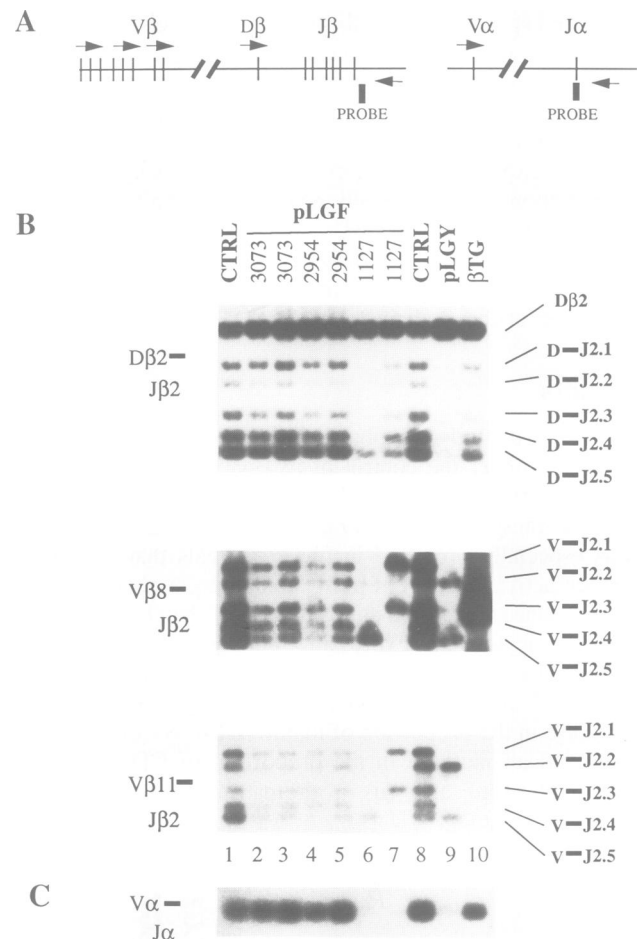 A
Vβ Dβ Jβ Vα Jα
PROBE PROBE
B
pLGF
CTRL 3073 3073 2954 2954 1127 1127 CTRL pLGY βTG
Dβ2
Dβ2
Jβ2
D J2.1
D J2.2
D J2.3
D J2.4
D J2.5
Vβ8
Jβ2
V J2.1
V J2.2
V J2.3
V J2.4
V J2.5
Vβ11
Jβ2
V J2.1
V J2.2
V J2.3
V J2.4
V J2.5
1 2 3 4 5 6 7 8 9 10
C
Vα
Jα